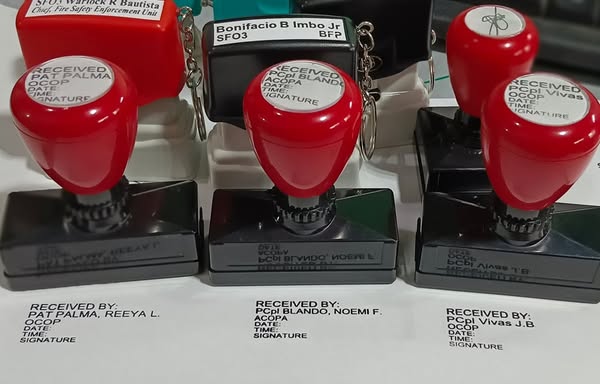 SFO3 Warlock R Bautista
Chief, Fire Safety Enforcement Unit
Bonifacio B Imbo Jr
SFO3 BFP
RECEIVED
PAT PALMA
OCOP
DATE:
TIME:
SIGNATURE
RECEIVED
PCpl BLANDO
ACOPA
DATE:
TIME:
SIGNATURE
RECEIVED
PCpl Vivas
OCOP
DATE:
TIME:
SIGNATURE
RECEIVED BY:
PAT PALMA, REEYA L.
OCOP
DATE:
TIME:
SIGNATURE
RECEIVED BY:
PCpl BLANDO, NOEMI F.
ACOPA
DATE:
TIME:
SIGNATURE
RECEIVED BY:
PCpl Vivas J.B
OCOP
DATE:
TIME:
SIGNATURE